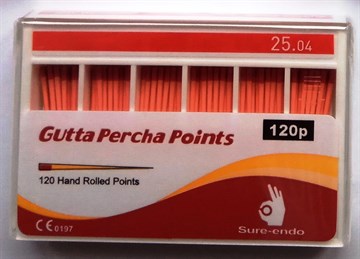 25.04
Gutta Percha Points
120p
120 Hand Rolled Points
CE 0197
Sure-endo